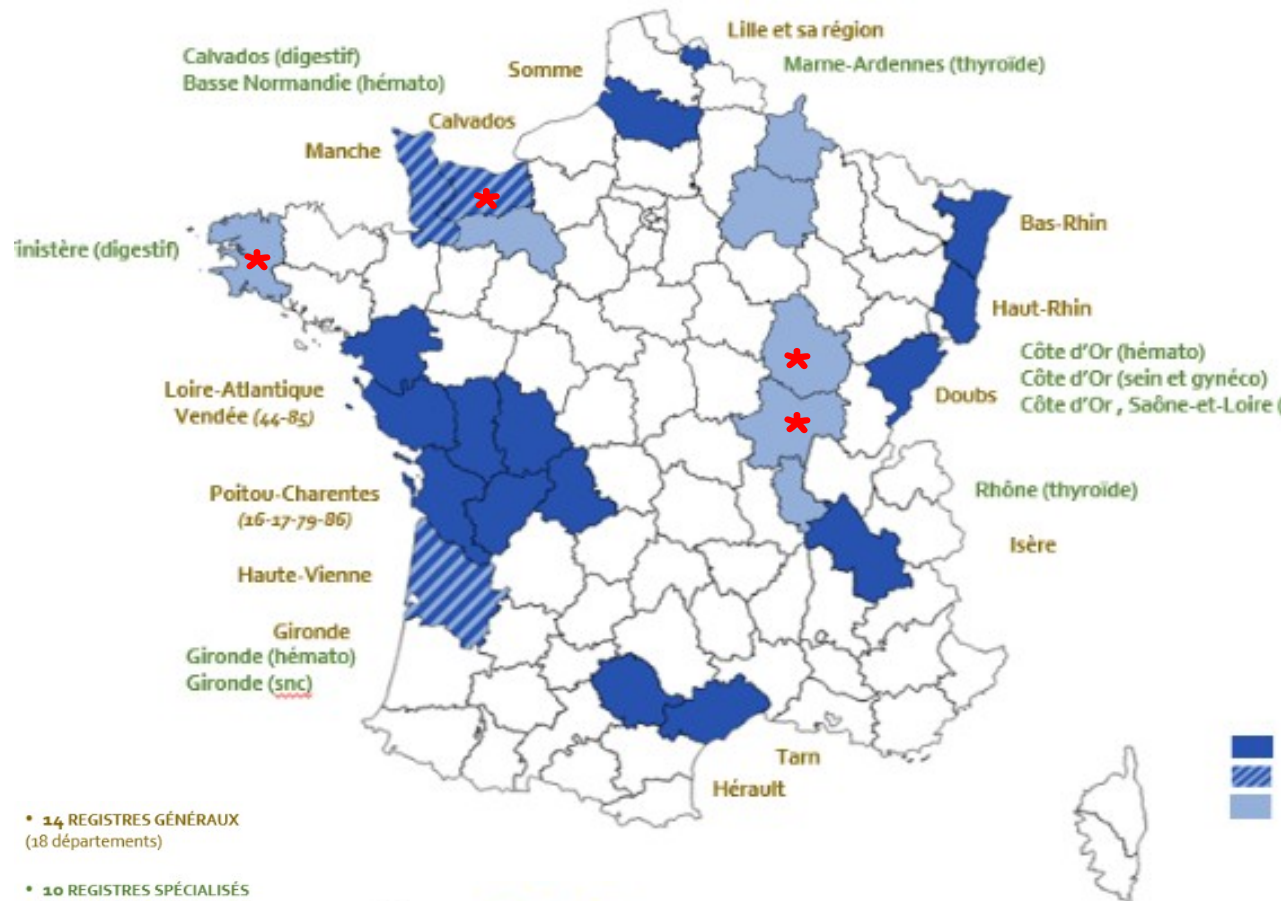 Lille et sa région
Calvados (digestif)
Basse Normandie (hémato)
Somme
Marne-Ardennes (thyroïde)
Calvados
Manche
inistère (digestif)
Bas-Rhin
Haut-Rhin
Côte d'Or (hémato)
Côte d'Or (sein et gynéco)
Côte d'Or , Saône-et-Loire (
Doubs
Loire-Atlantique
Vendée (44-85)
Rhône (thyroïde)
Poitou-Charentes
(16-17-79-86)
Isère
Haute-Vienne
Gironde
Gironde (hémato)
Gironde (snc)
Tarn
Hérault
• 14 REGISTRES GÉNÉRAUX
(18 départements)
• 10 REGISTRES SPÉCIALISÉS